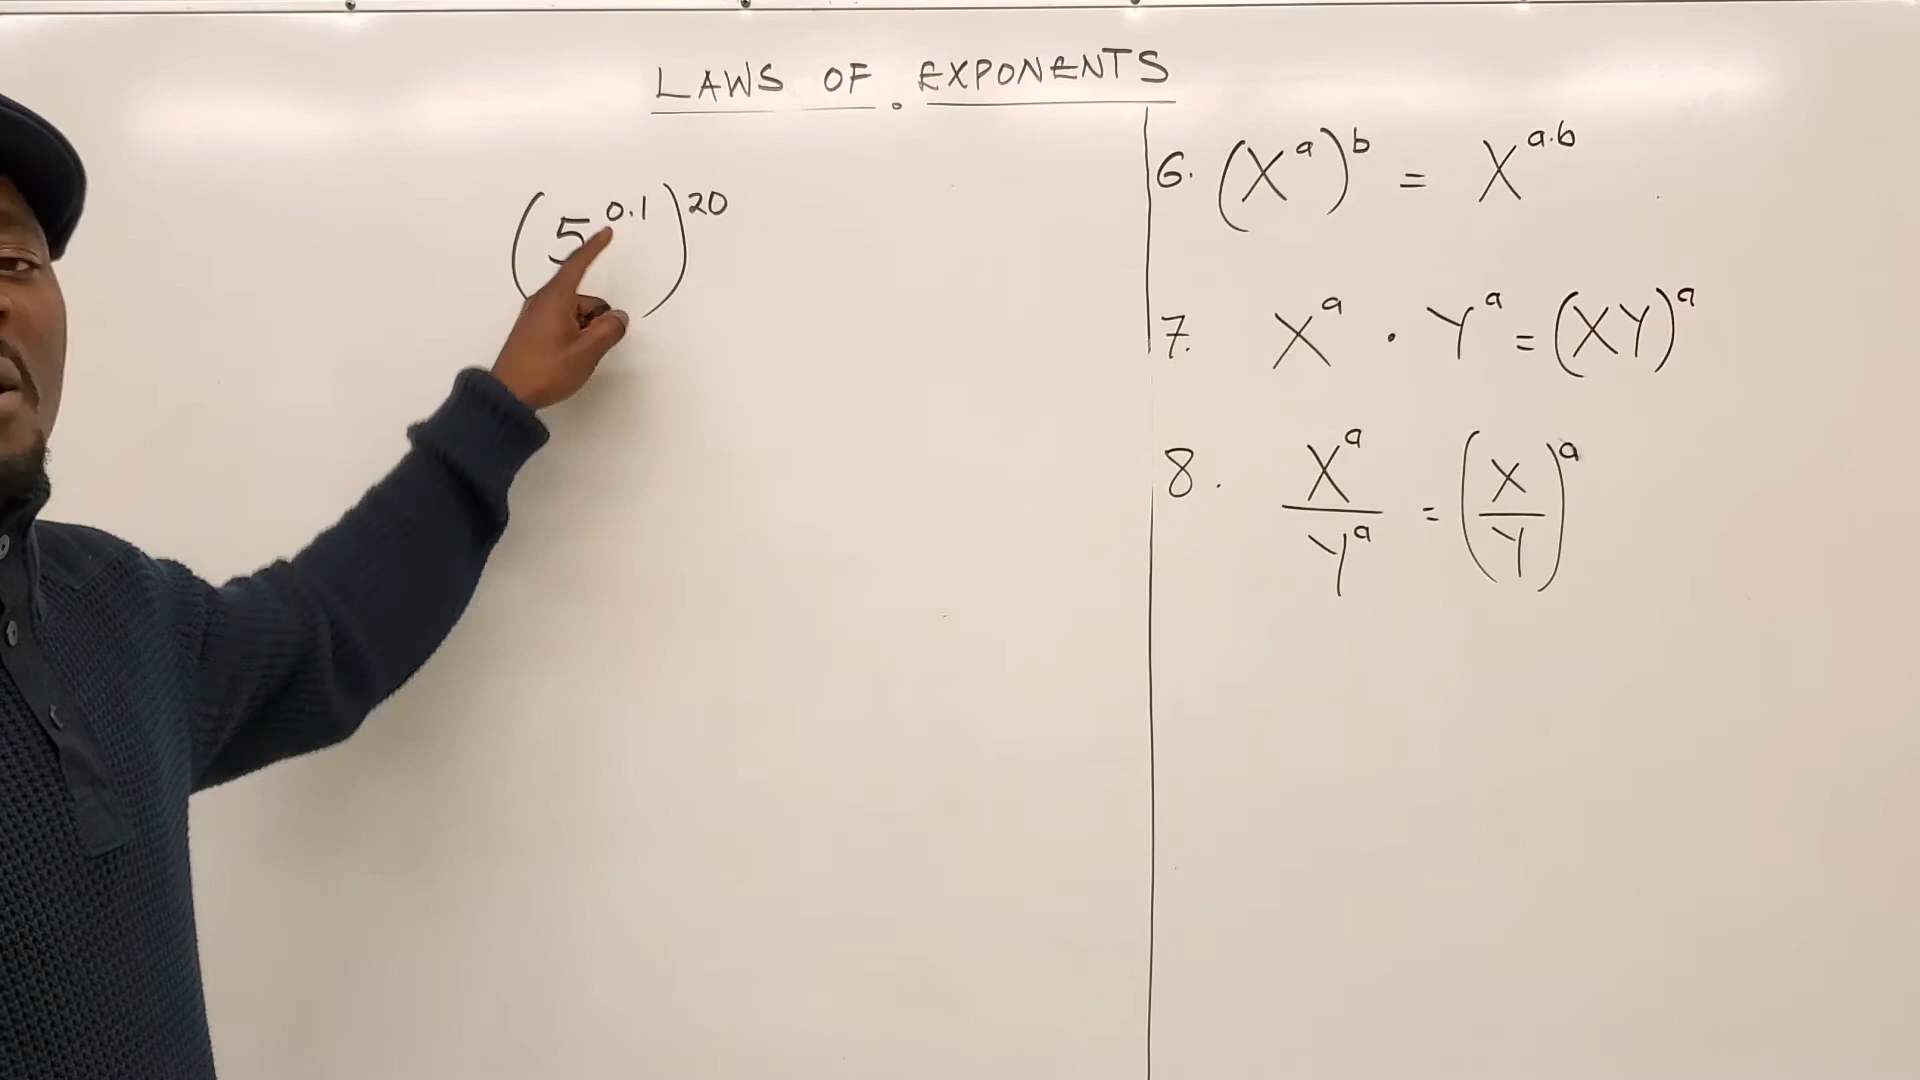 LAWS OF EXPONENTS
(5^0.1)^20
6. (X^a)^b = X^a.b
7. X^a · Y^a = (XY)^a
8. X^a/Y^a = (X/Y)^a